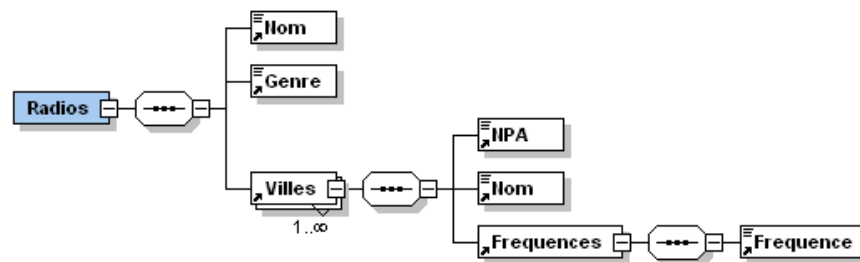 Nom
Genre
Radios
NPA
Villes
Nom
1..∞
Frequences
Frequence